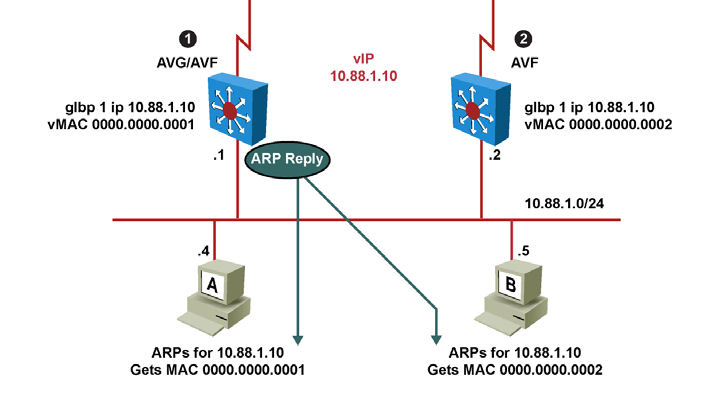 1
AVG/AVF
glbp 1 ip 10.88.1.10
vMAC 0000.0000.0001
.1
vIP
10.88.1.10
2
AVF
glbp 1 ip 10.88.1.10
vMAC 0000.0000.0002
.2
ARP Reply
10.88.1.0/24
.4
A
.5
B
ARPs for 10.88.1.10
Gets MAC 0000.0000.0001
ARPs for 10.88.1.10
Gets MAC 0000.0000.0002